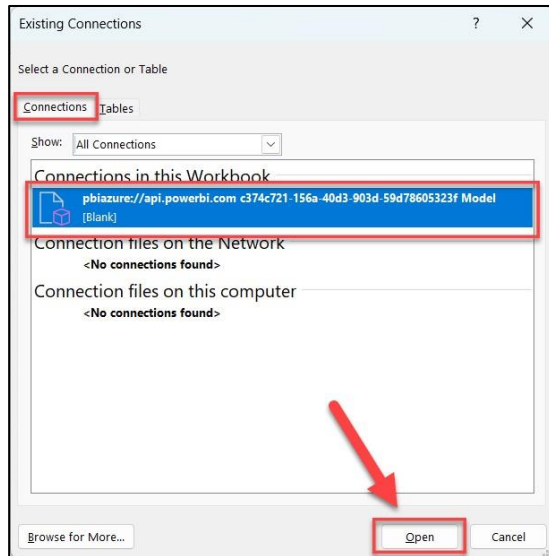 Existing Connections ? ×
Select a Connection or Table
Connections Tables
Show: All Connections
Connections in this Workbook
pbiazure://api.powerbi.com c374c721-156a-40d3-903d-59d78605323f Model
[Blank]
Connection files on the Network
<No connections found>
Connection files on this computer
<No connections found>
Browse for More... Open Cancel